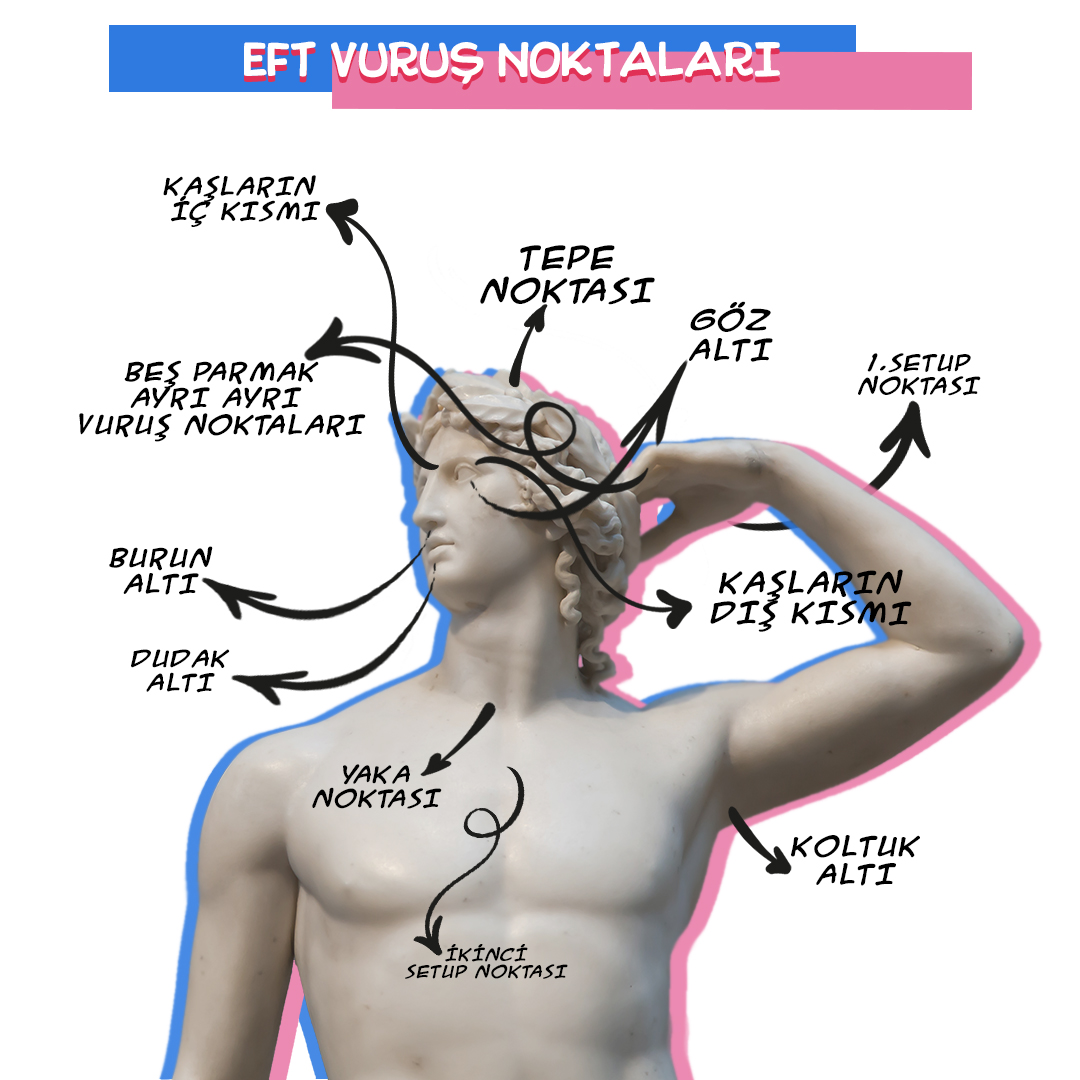 EFT VURUŞ NOKTALARI
KAŞLARIN
İÇ KISMI
TEPE
NOKTASI
GÖZ
ALTI
1.SETUP
NOKTASI
BEŞ PARMAK
AYRI AYRI
VURUŞ NOKTALARI
BURUN
ALTI
KAŞLARIN
DIŞ KISMI
DUDAK
ALTI
YAKA
NOKTASI
KOLTUK
ALTI
İKİNCİ
SETUP NOKTASI